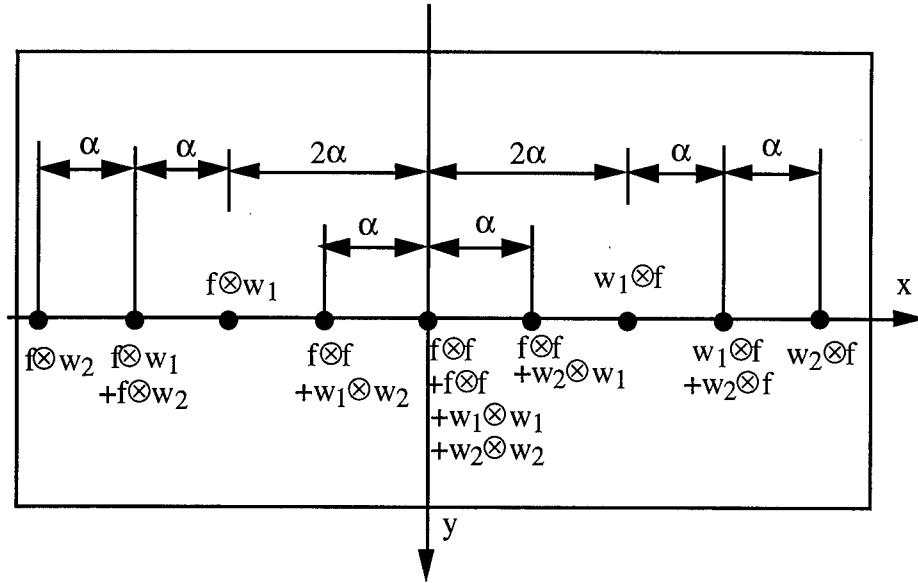 α α 2α 2α α α
α α
f⊗w₁ w₁⊗f x
f⊗w₂ f⊗w₁ f⊗f f⊗f f⊗f w₁⊗f w₂⊗f
+f⊗w₂ +w₁⊗w₂ +f⊗f +w₂⊗w₁ +w₂⊗f
+w₁⊗w₁
+w₂⊗w₂
y